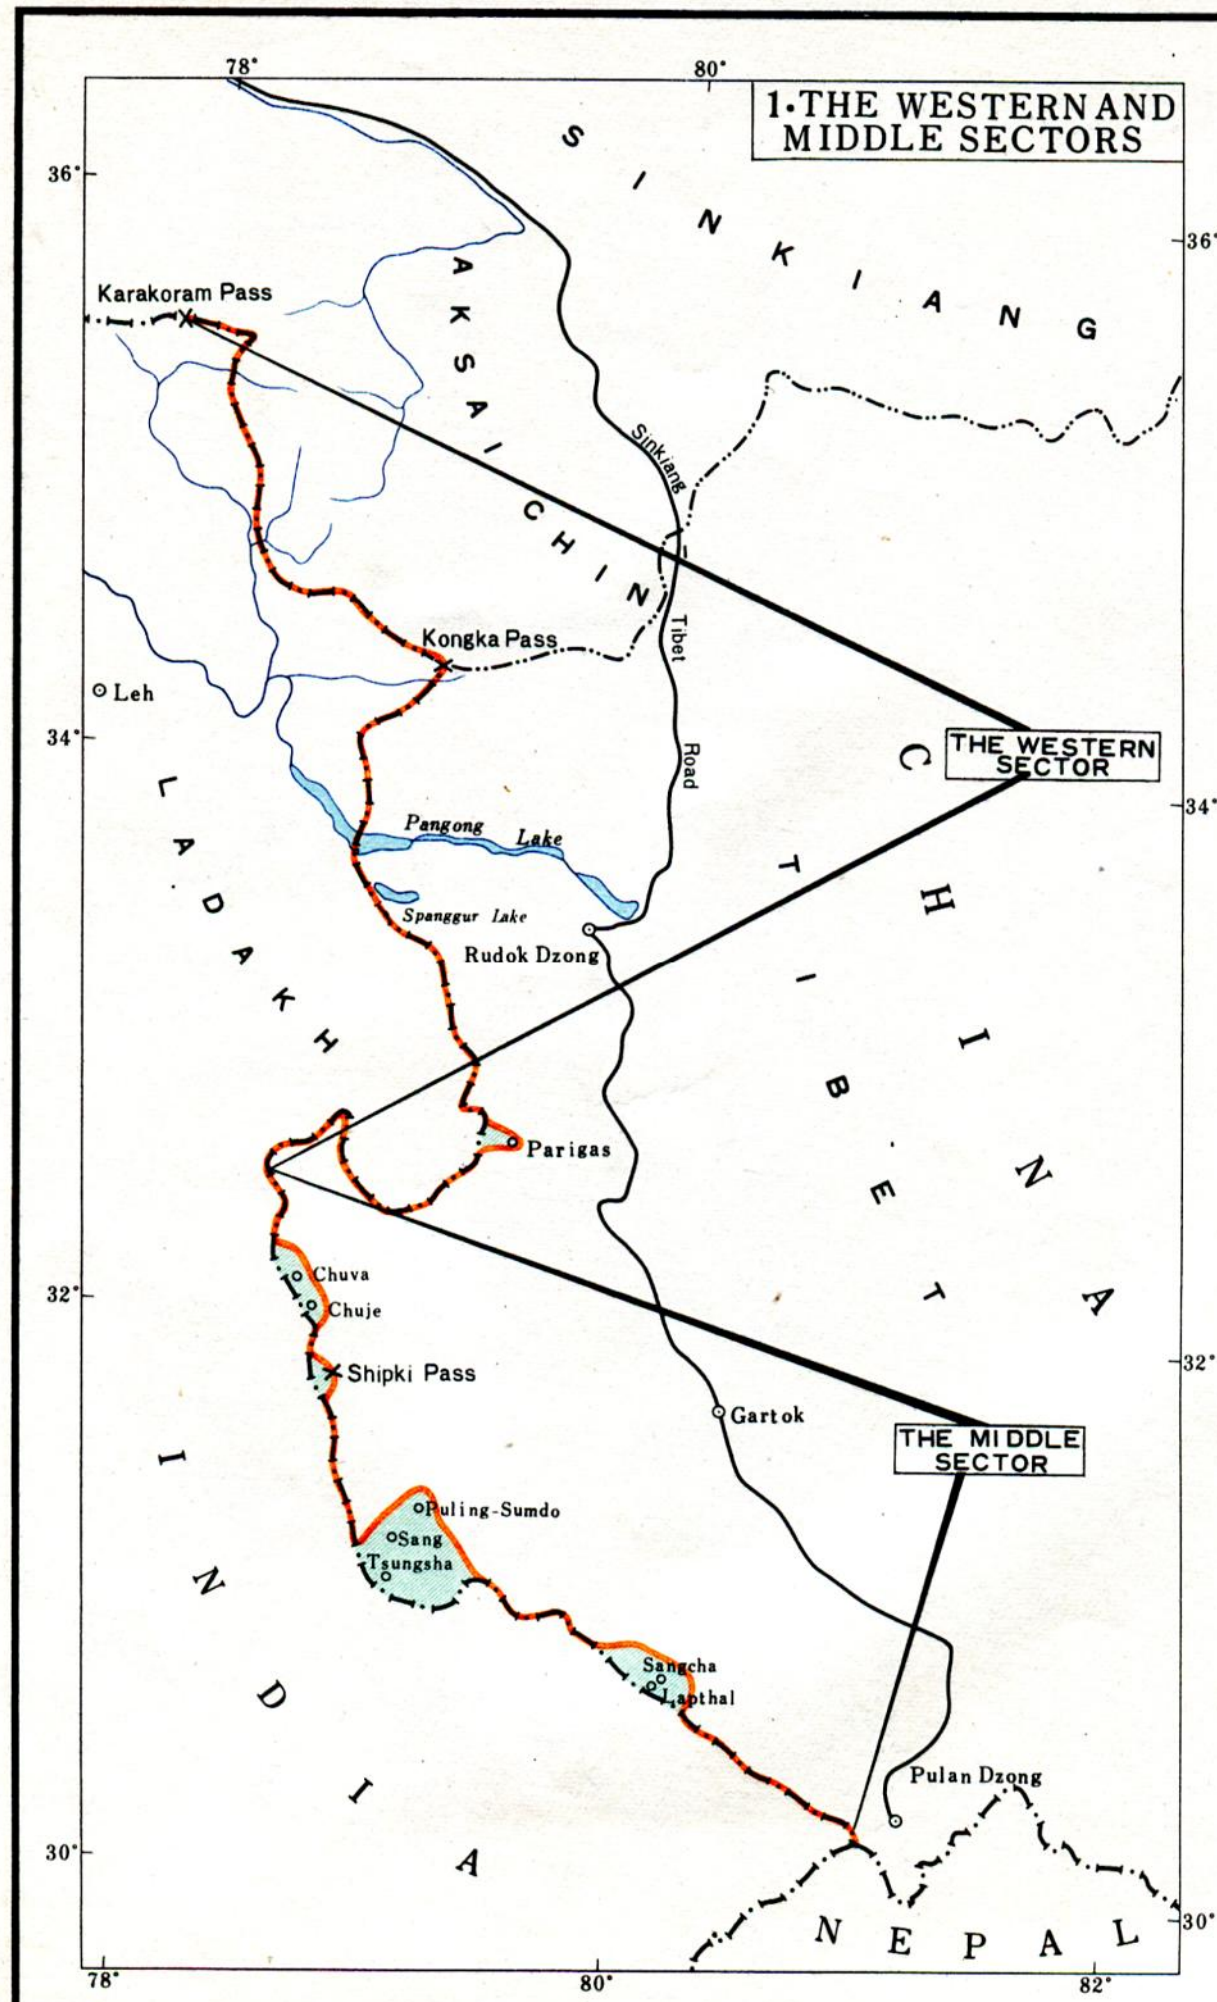 78°
80°
1·THE WESTERN AND
MIDDLE SECTORS
SINKIANG
36°
36°
AKSAI CHIN
Karakoram Pass
Sinkiang
Tibet
Road
Kongka Pass
Leh
34°
34°
THE WESTERN
SECTOR
CHINA
TIBET
LADAKH
Pangong Lake
Spanggur Lake
Rudok Dzong
Parigas
Chuva
Chuje
32°
32°
Shipki Pass
Gartok
THE MIDDLE
SECTOR
INDIA
Puling-Sumdo
Sang
Tsungsha
Sangcha
Lapthal
Pulan Dzong
30°
30°
NEPAL
78°
80°
82°